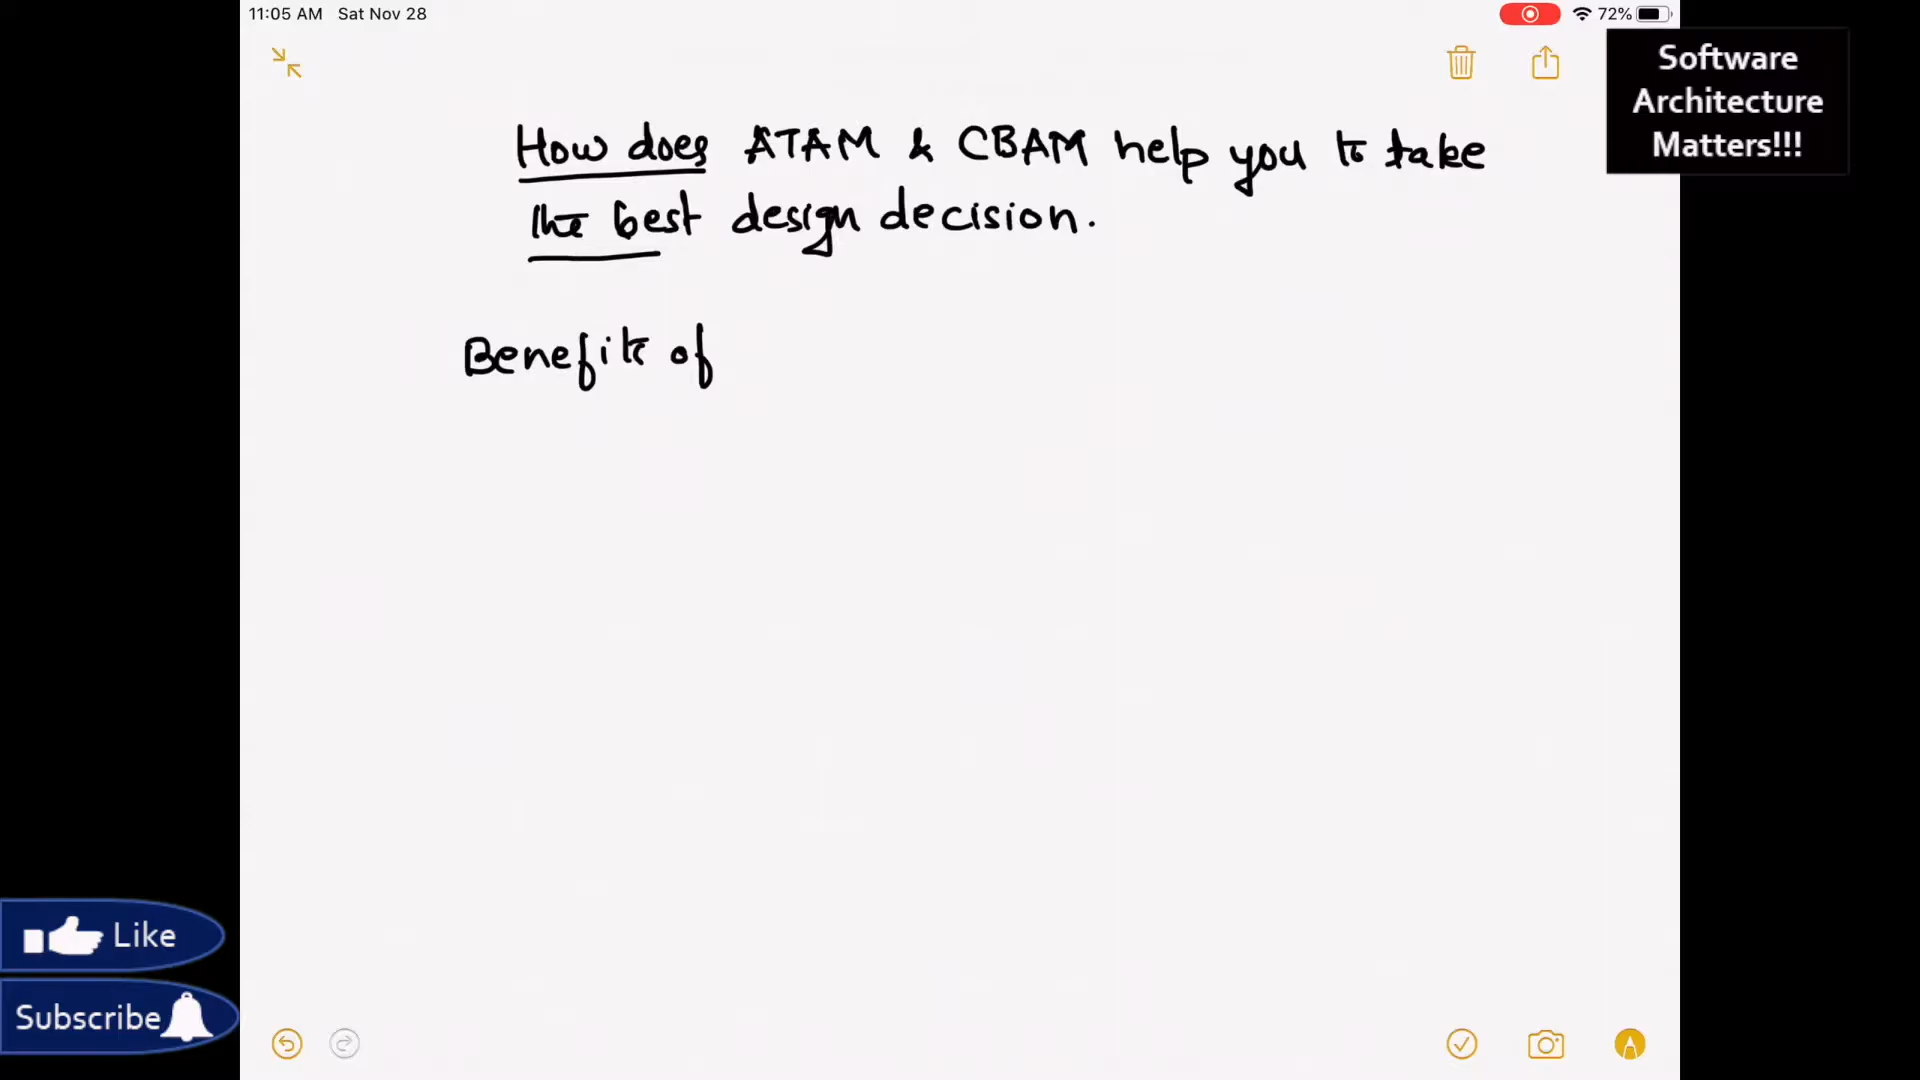 11:05 AM Sat Nov 28
72%
Software
Architecture
Matters!!!
How does ATAM & CBAM help you to take
the best design decision.
Benefits of
Like
Subscribe